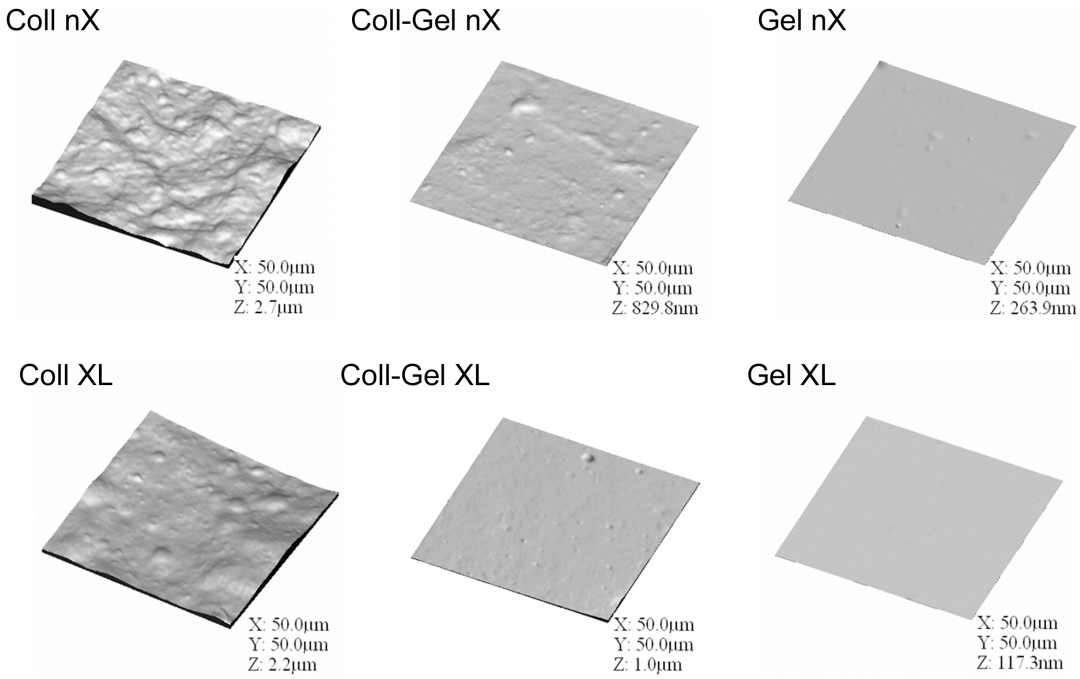 Coll nX
Coll-Gel nX
Gel nX
X: 50.0µm
Y: 50.0µm
Z: 2.7µm
X: 50.0µm
Y: 50.0µm
Z: 829.8nm
X: 50.0µm
Y: 50.0µm
Z: 263.9nm
Coll XL
Coll-Gel XL
Gel XL
X: 50.0µm
Y: 50.0µm
Z: 2.2µm
X: 50.0µm
Y: 50.0µm
Z: 1.0µm
X: 50.0µm
Y: 50.0µm
Z: 117.3nm